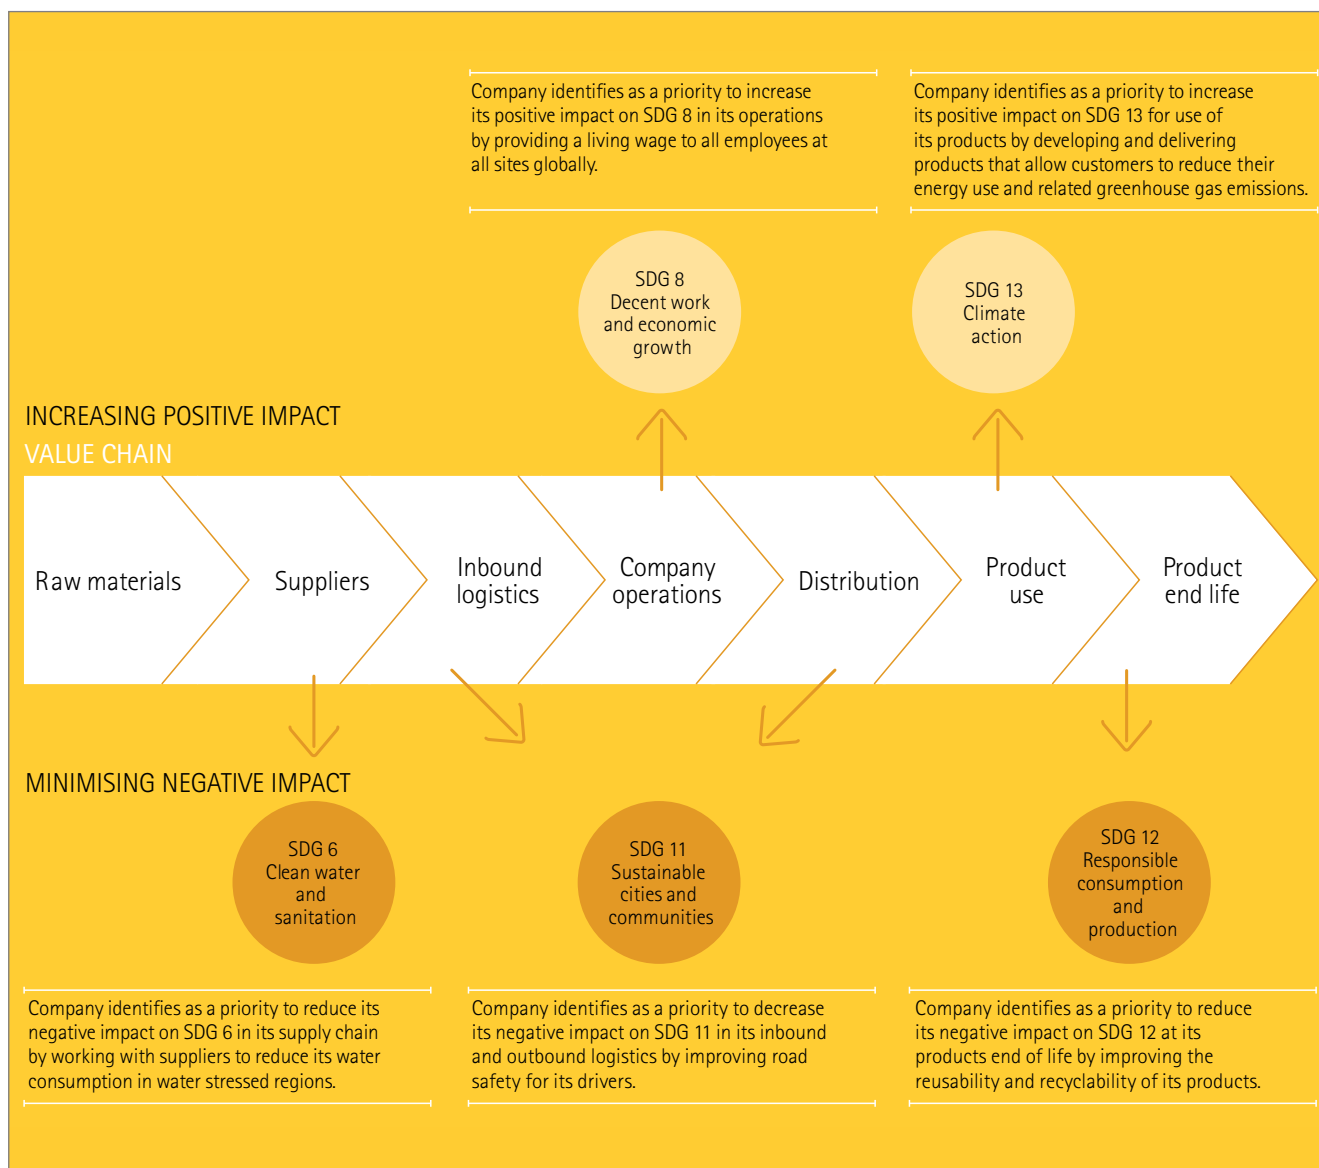 Company identifies as a priority to increase
its positive impact on SDG 8 in its operations
by providing a living wage to all employees at
all sites globally.
Company identifies as a priority to increase
its positive impact on SDG 13 for use of
its products by developing and delivering
products that allow customers to reduce their
energy use and related greenhouse gas emissions.
SDG 8
Decent work
and economic
growth
SDG 13
Climate
action
INCREASING POSITIVE IMPACT
VALUE CHAIN
Raw materials
Suppliers
Inbound
logistics
Company
operations
Distribution
Product
use
Product
end life
MINIMISING NEGATIVE IMPACT
SDG 6
Clean water
and
sanitation
SDG 11
Sustainable
cities and
communities
SDG 12
Responsible
consumption
and
production
Company identifies as a priority to reduce its
negative impact on SDG 6 in its supply chain
by working with suppliers to reduce its water
consumption in water stressed regions.
Company identifies as a priority to decrease
its negative impact on SDG 11 in its inbound
and outbound logistics by improving road
safety for its drivers.
Company identifies as a priority to reduce
its negative impact on SDG 12 at its
products end of life by improving the
reusability and recyclability of its products.